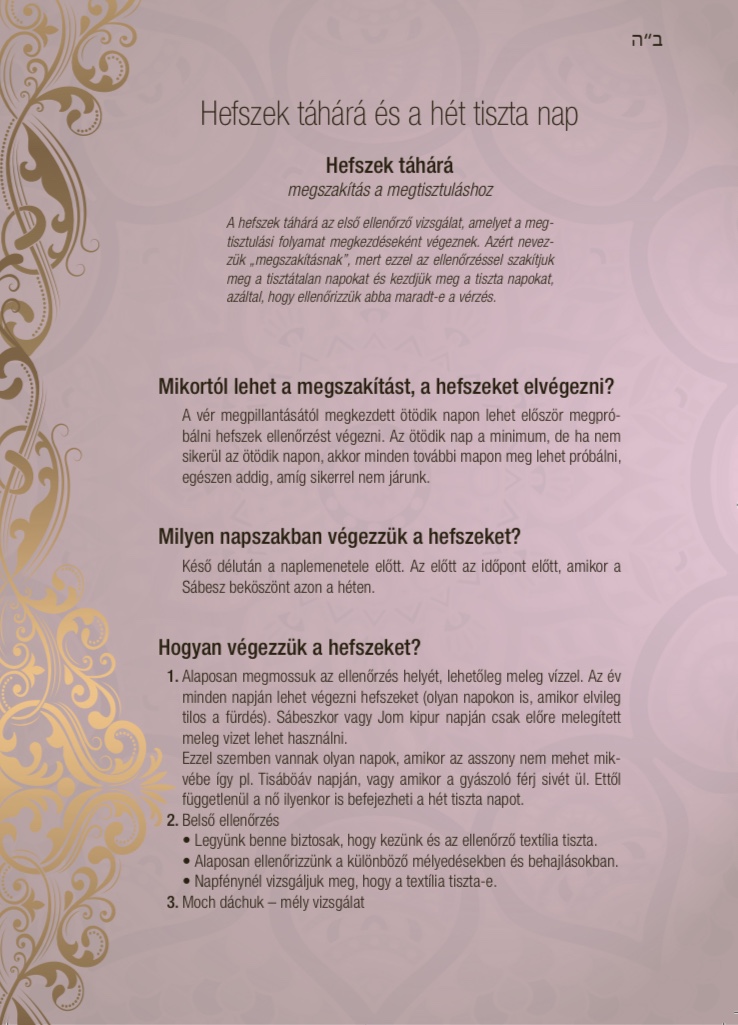 ב״ה
Hefszek táhárá és a hét tiszta nap
Hefszek táhárá
megszakítás a megtisztuláshoz
A hefszek táhárá az első ellenőrző vizsgálat, amelyet a meg-
tisztulási folyamat megkezdéseként végeznek. Azért nevez-
zük „megszakításnak”, mert ezzel az ellenőrzéssel szakítjuk
meg a tisztátalan napokat és kezdjük meg a tiszta napokat,
azáltal, hogy ellenőrizzük abba maradt-e a vérzés.
Mikortól lehet a megszakítást, a hefszeket elvégezni?
A vér megpillantásától megkezdett ötödik napon lehet először megpró-
bálni hefszek ellenőrzést végezni. Az ötödik nap a minimum, de ha nem
sikerül az ötödik napon, akkor minden további mapon meg lehet próbálni,
egészen addig, amíg sikerrel nem járunk.
Milyen napszakban végezzük a hefszeket?
Késő délután a naplemenetele előtt. Az előtt az időpont előtt, amikor a
Sábesz beköszönt azon a héten.
Hogyan végezzük a hefszeket?
1. Alaposan megmossuk az ellenőrzés helyét, lehetőleg meleg vízzel. Az év
minden napján lehet végezni hefszeket (olyan napokon is, amikor elvileg
tilos a fürdés). Sábeszkor vagy Jom kipur napján csak előre melegített
meleg vizet lehet használni.
Ezzel szemben vannak olyan napok, amikor az asszony nem mehet mik-
vébe így pl. Tisáböáv napján, vagy amikor a gyászoló férj sivét ül. Ettől
függetlenül a nő ilyenkor is befejezheti a hét tiszta napot.
2. Belső ellenőrzés
• Legyünk benne biztosak, hogy kezünk és az ellenőrző textília tiszta.
• Alaposan ellenőrizzünk a különböző mélyedésekben és behajlásokban.
• Napfénynél vizsgáljuk meg, hogy a textília tiszta-e.
3. Moch dáchuk – mély vizsgálat